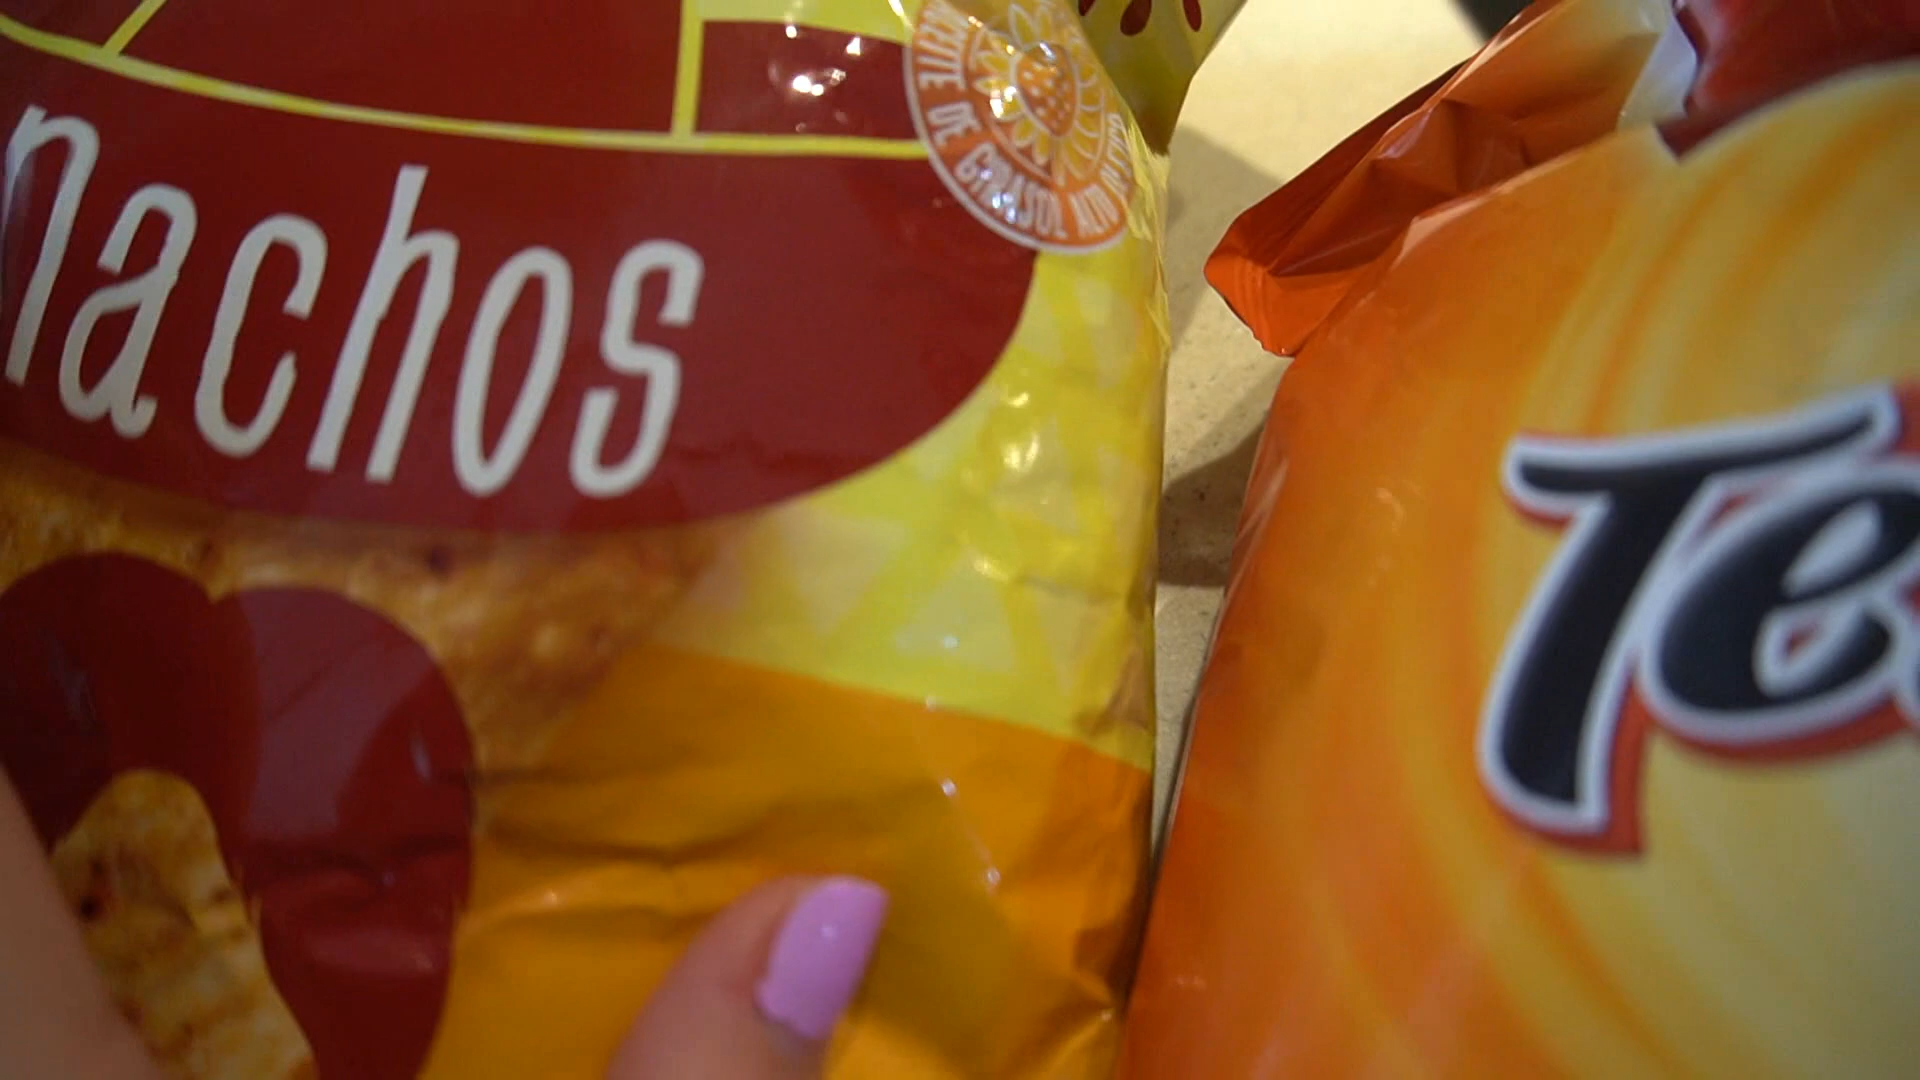 nachos
ACEITE DE GIRASOL ALTO OLEICO
Te